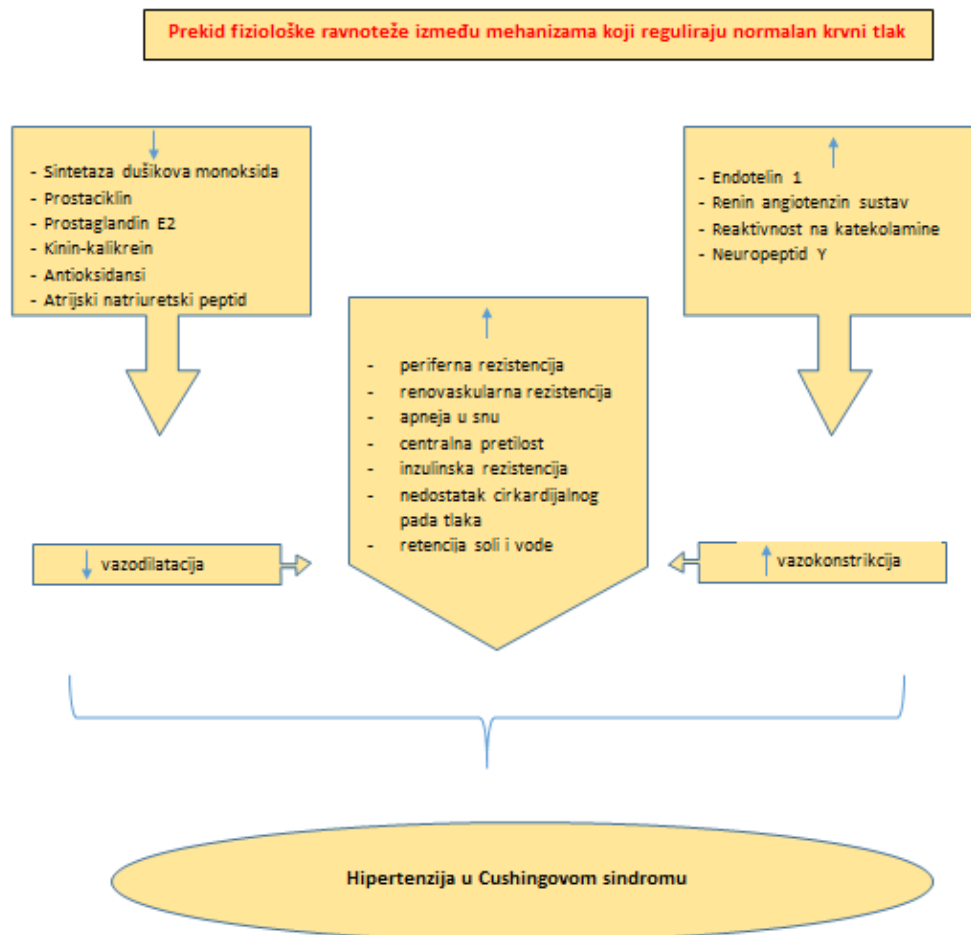 Prekid fiziološke ravnoteže između mehanizama koji reguliraju normalan krvni tlak
- Sintetaza dušikova monoksida
- Prostaciklin
- Prostaglandin E2
- Kinin-kalikrein
- Antioksidansi
- Atrijski natriuretski peptid
- Endotelin 1
- Renin angiotenzin sustav
- Reaktivnost na katekolamine
- Neuropeptid Y
- periferna rezistencija
- renovaskularna rezistencija
- apneja u snu
- centralna pretilost
- inzulinska rezistencija
- nedostatak cirkardijalnog
pada tlaka
- retencija soli i vode
vazodilatacija
vazokonstrikcija
Hipertenzija u Cushingovom sindromu